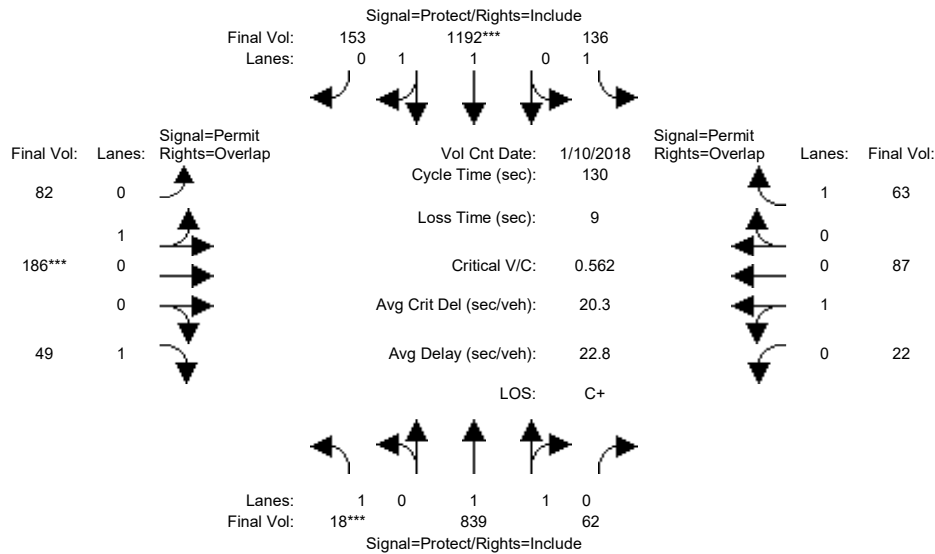 Signal=Protect/Rights=Include
Final Vol: 153 1192*** 136
Lanes: 0 1 1 0 1
Signal=Permit Signal=Permit
Final Vol: Lanes: Rights=Overlap Vol Cnt Date: 1/10/2018 Rights=Overlap Lanes: Final Vol:
Cycle Time (sec): 130
82 0 1 63
Loss Time (sec): 9
1 0
186*** 0 Critical V/C: 0.562 0 87
0 Avg Crit Del (sec/veh): 20.3 1
49 1 Avg Delay (sec/veh): 22.8 0 22
LOS: C+
Lanes: 1 0 1 1 0
Final Vol: 18*** 839 62
Signal=Protect/Rights=Include